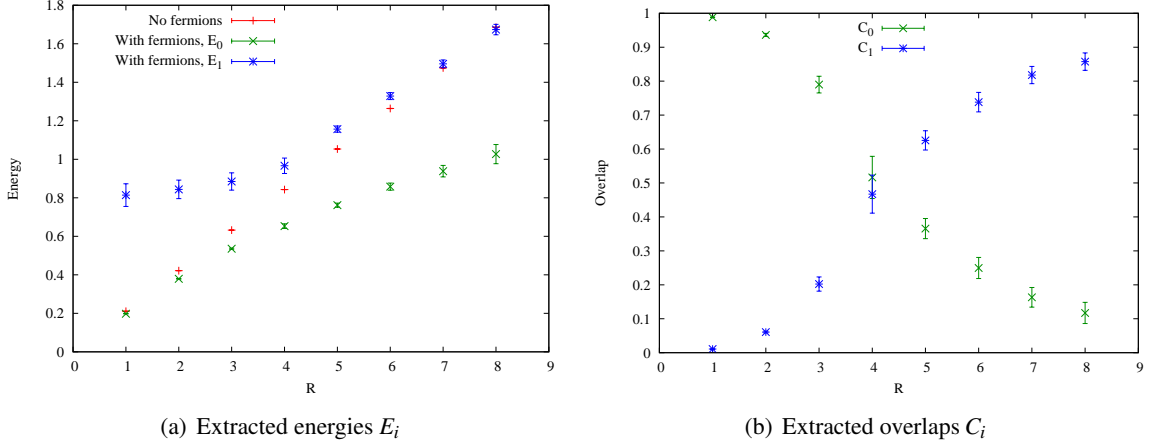 1.8
1.6
1.4
1.2
1
0.8
0.6
0.4
0.2
0
Energy
No fermions
With fermions, E₀
With fermions, E₁
0 1 2 3 4 5 6 7 8 9
R
(a) Extracted energies Eᵢ
1
0.9
0.8
0.7
0.6
0.5
0.4
0.3
0.2
0.1
0
Overlap
C₀
C₁
0 1 2 3 4 5 6 7 8 9
R
(b) Extracted overlaps Cᵢ